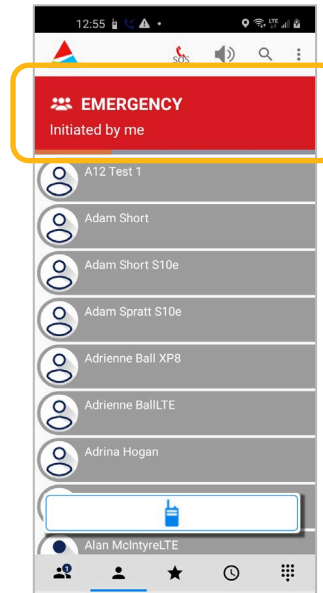 12:55
LTE
SOS
EMERGENCY
Initiated by me
A12 Test 1
Adam Short
Adam Short S10e
Adam Spratt S10e
Adrienne Ball XP8
Adrienne BallLTE
Adrina Hogan
Alan McIntyreLTE
1